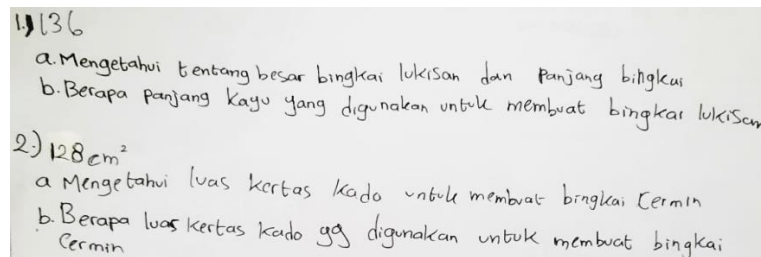 1.) 136
a. Mengetahui tentang besar bingkai lukisan dan panjang bingkai
b. Berapa panjang kayu yang digunakan untuk membuat bingkai lukisan
2.) 128 cm²
a Mengetahui luas kertas kado untuk membuat bingkai Cermin
b. Berapa luas kertas kado yg digunakan untuk membuat bingkai
Cermin